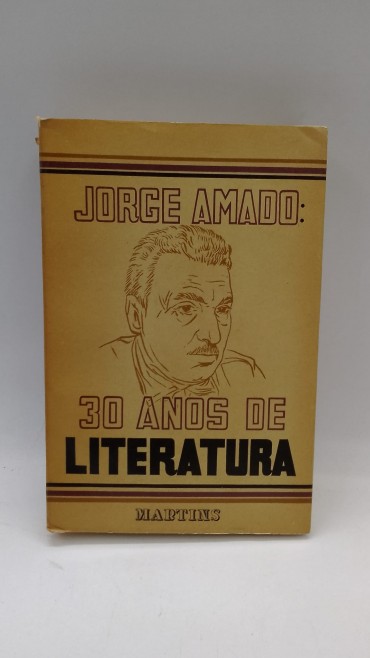 JORGE AMADO:
30 ANOS DE
LITERATURA
MARTINS